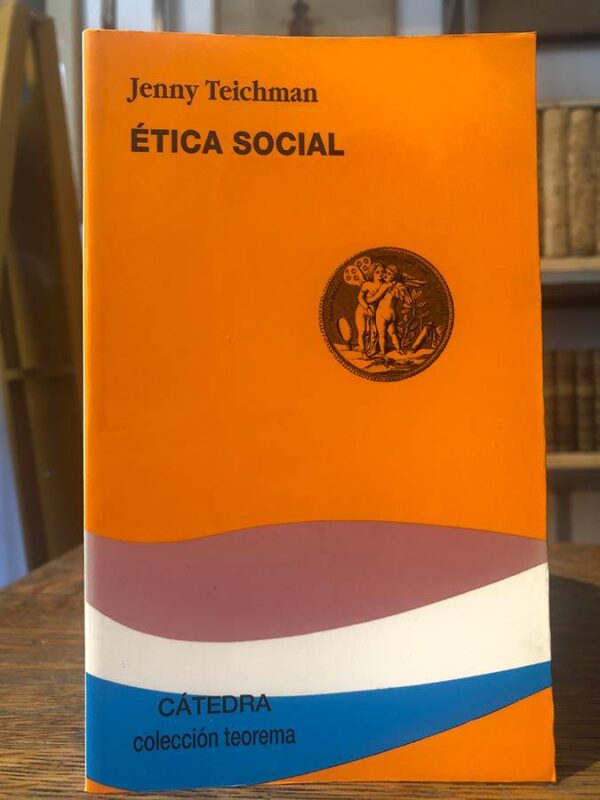 Jenny Teichman
ÉTICA SOCIAL
CÁTEDRA
colección teorema